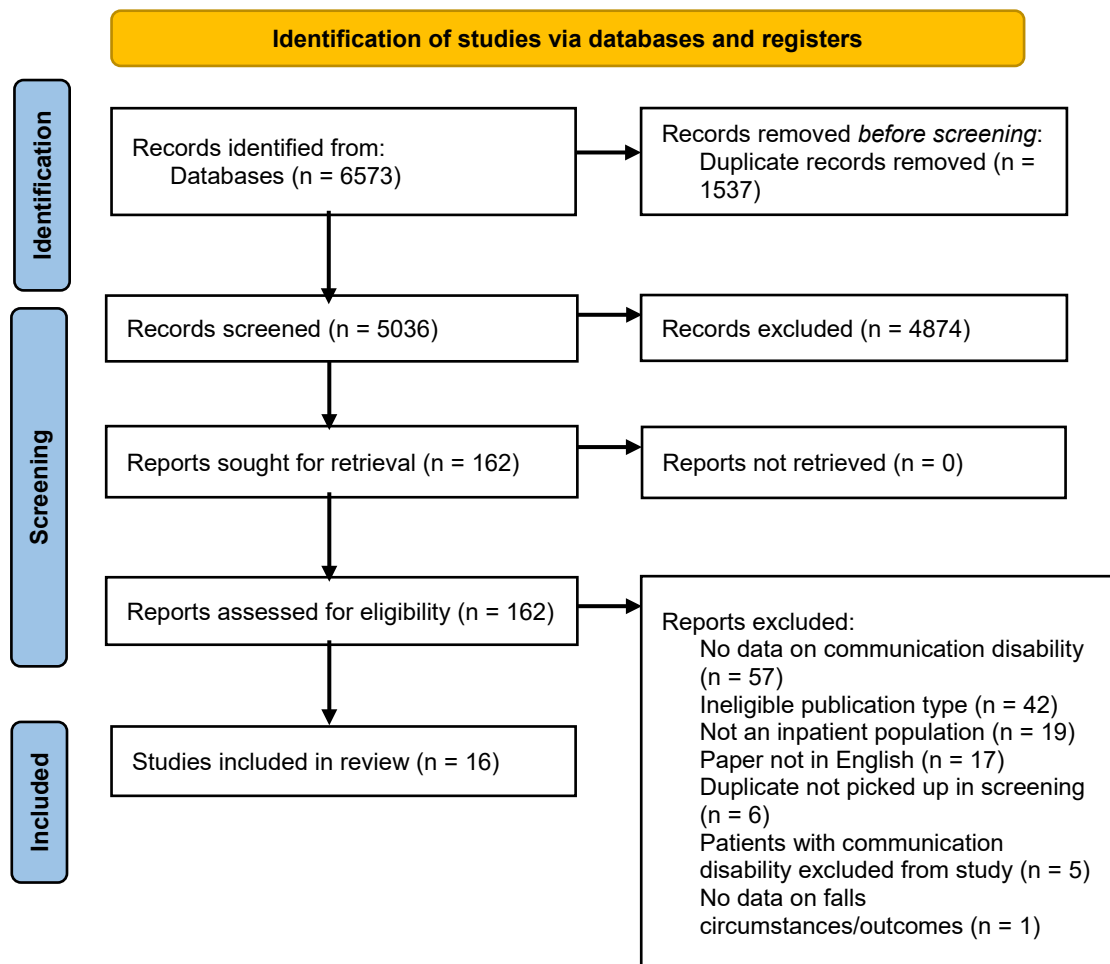 Identification of studies via databases and registers
Identification
Records identified from:
Databases (n = 6573)
Records removed before screening:
Duplicate records removed (n =
1537)
Screening
Records screened (n = 5036)
Records excluded (n = 4874)
Reports sought for retrieval (n = 162)
Reports not retrieved (n = 0)
Reports assessed for eligibility (n = 162)
Reports excluded:
No data on communication disability
(n = 57)
Ineligible publication type (n = 42)
Not an inpatient population (n = 19)
Paper not in English (n = 17)
Duplicate not picked up in screening
(n = 6)
Patients with communication
disability excluded from study (n = 5)
No data on falls
circumstances/outcomes (n = 1)
Included
Studies included in review (n = 16)